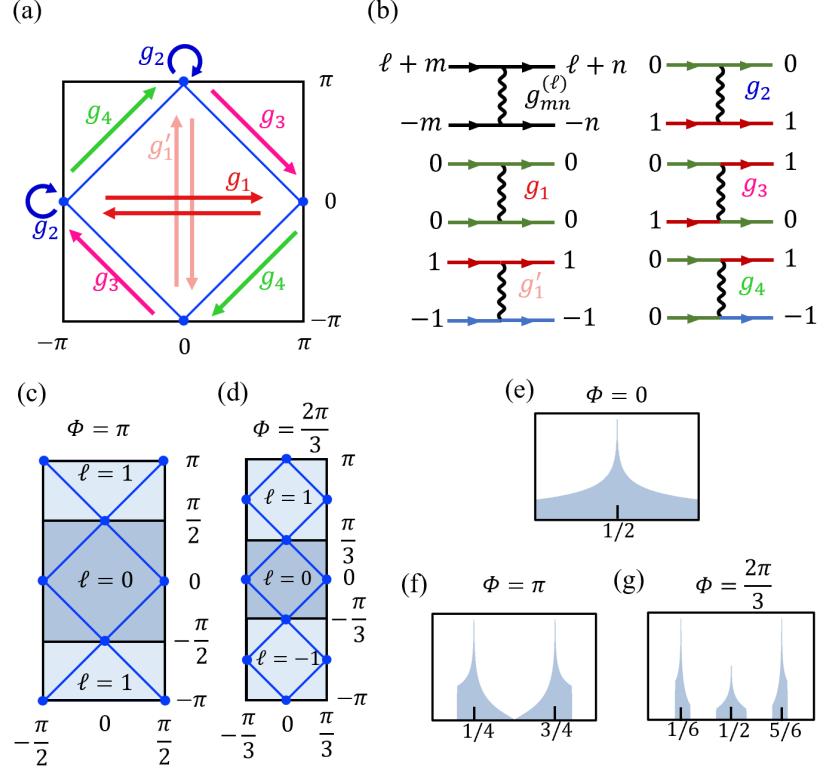 (a)
g₂
π
g₄
g₃
g₁′
g₁
0
g₂
g₃
g₄
−π
−π
0
π
(b)
ℓ + m
ℓ + n
g_{mn}^{(ℓ)}
−m
−n
0
0
g₁
0
0
1
1
g₁′
−1
−1
0
0
g₂
1
1
0
1
g₃
1
0
0
1
g₄
0
−1
(c)
Φ = π
ℓ = 1
π
π/2
ℓ = 0
0
−π/2
ℓ = 1
−π
−π/2
0
π/2
(d)
Φ = 2π/3
π
ℓ = 1
π/3
ℓ = 0
0
−π/3
ℓ = −1
−π
−π/3
0
π/3
(e)
Φ = 0
1/2
(f)
Φ = π
1/4
3/4
(g)
Φ = 2π/3
1/6
1/2
5/6